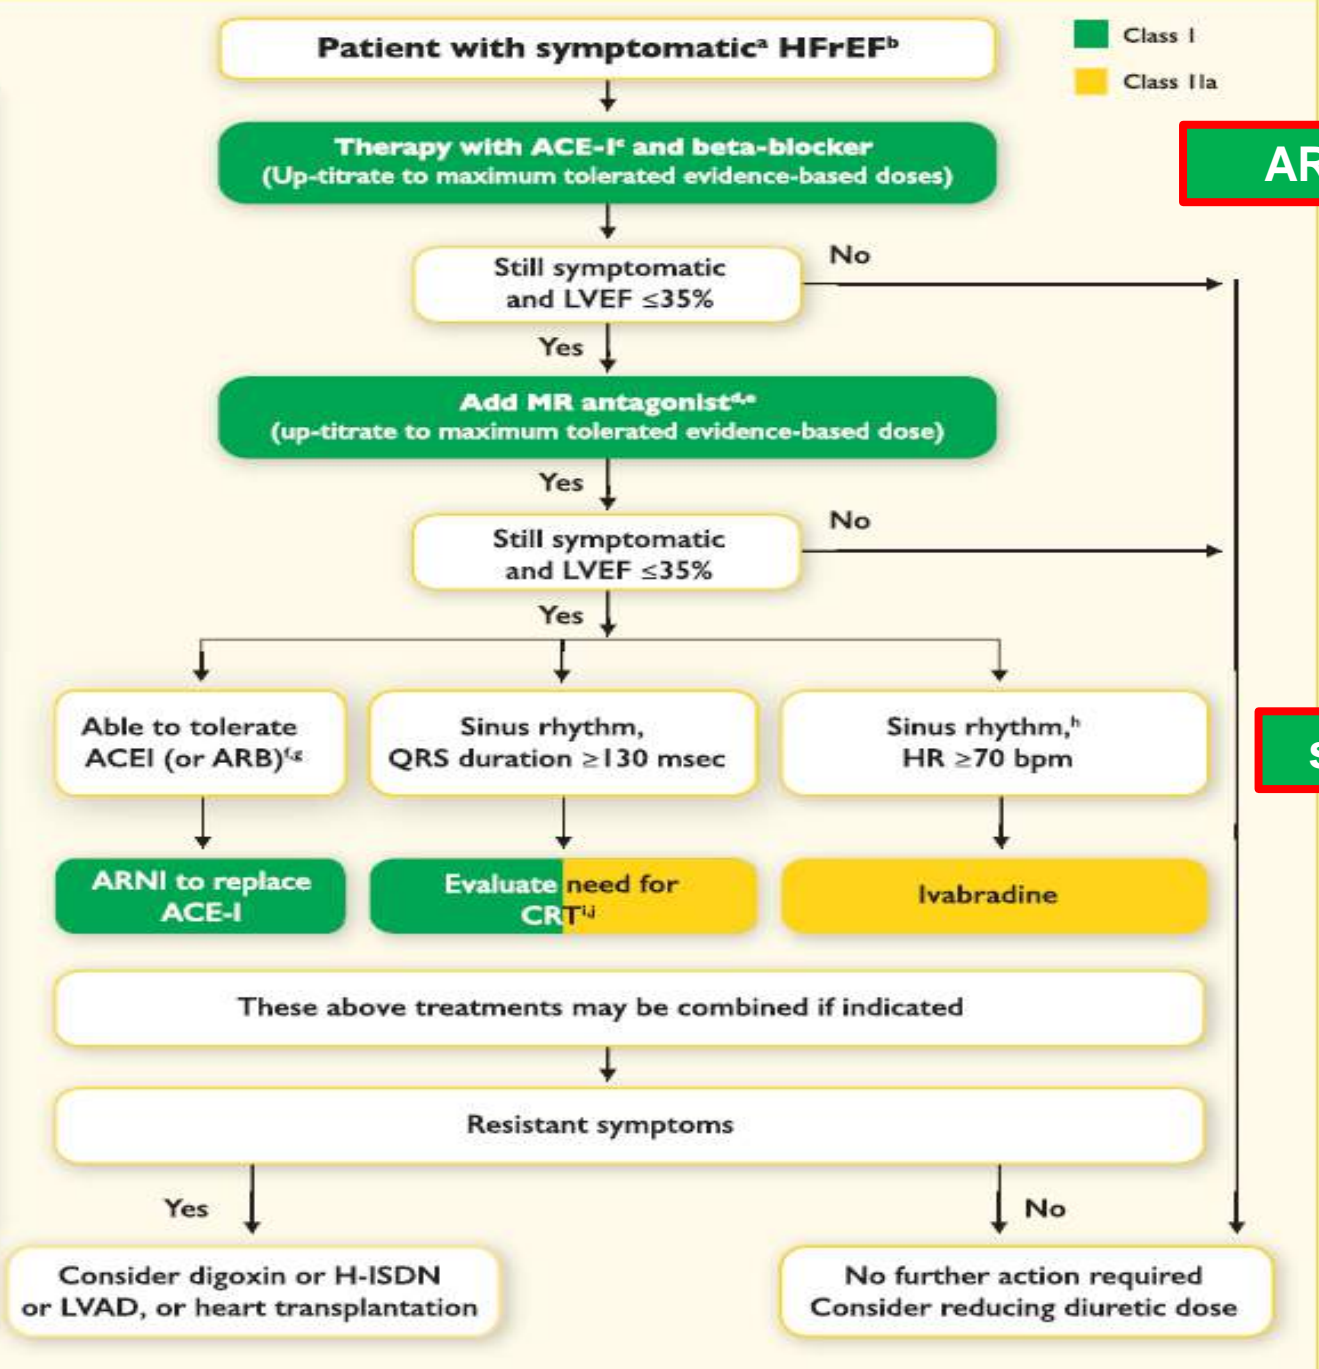 Patient with symptomaticᵃ HFrEFᵇ
Class I
Class IIa
Therapy with ACE-Iᶜ and beta-blocker
(Up-titrate to maximum tolerated evidence-based doses)
AR
Still symptomatic
and LVEF ≤35%
No
Yes
Add MR antagonistᵈ,ᵉ
(up-titrate to maximum tolerated evidence-based dose)
Yes
Still symptomatic
and LVEF ≤35%
No
Yes
Able to tolerate
ACEI (or ARB)ᶠ,ᵍ
Sinus rhythm,
QRS duration ≥130 msec
Sinus rhythm,ʰ
HR ≥70 bpm
s
ARNI to replace
ACE-I
Evaluate need for
CRTⁱ,ʲ
Ivabradine
These above treatments may be combined if indicated
Resistant symptoms
Yes
No
Consider digoxin or H-ISDN
or LVAD, or heart transplantation
No further action required
Consider reducing diuretic dose